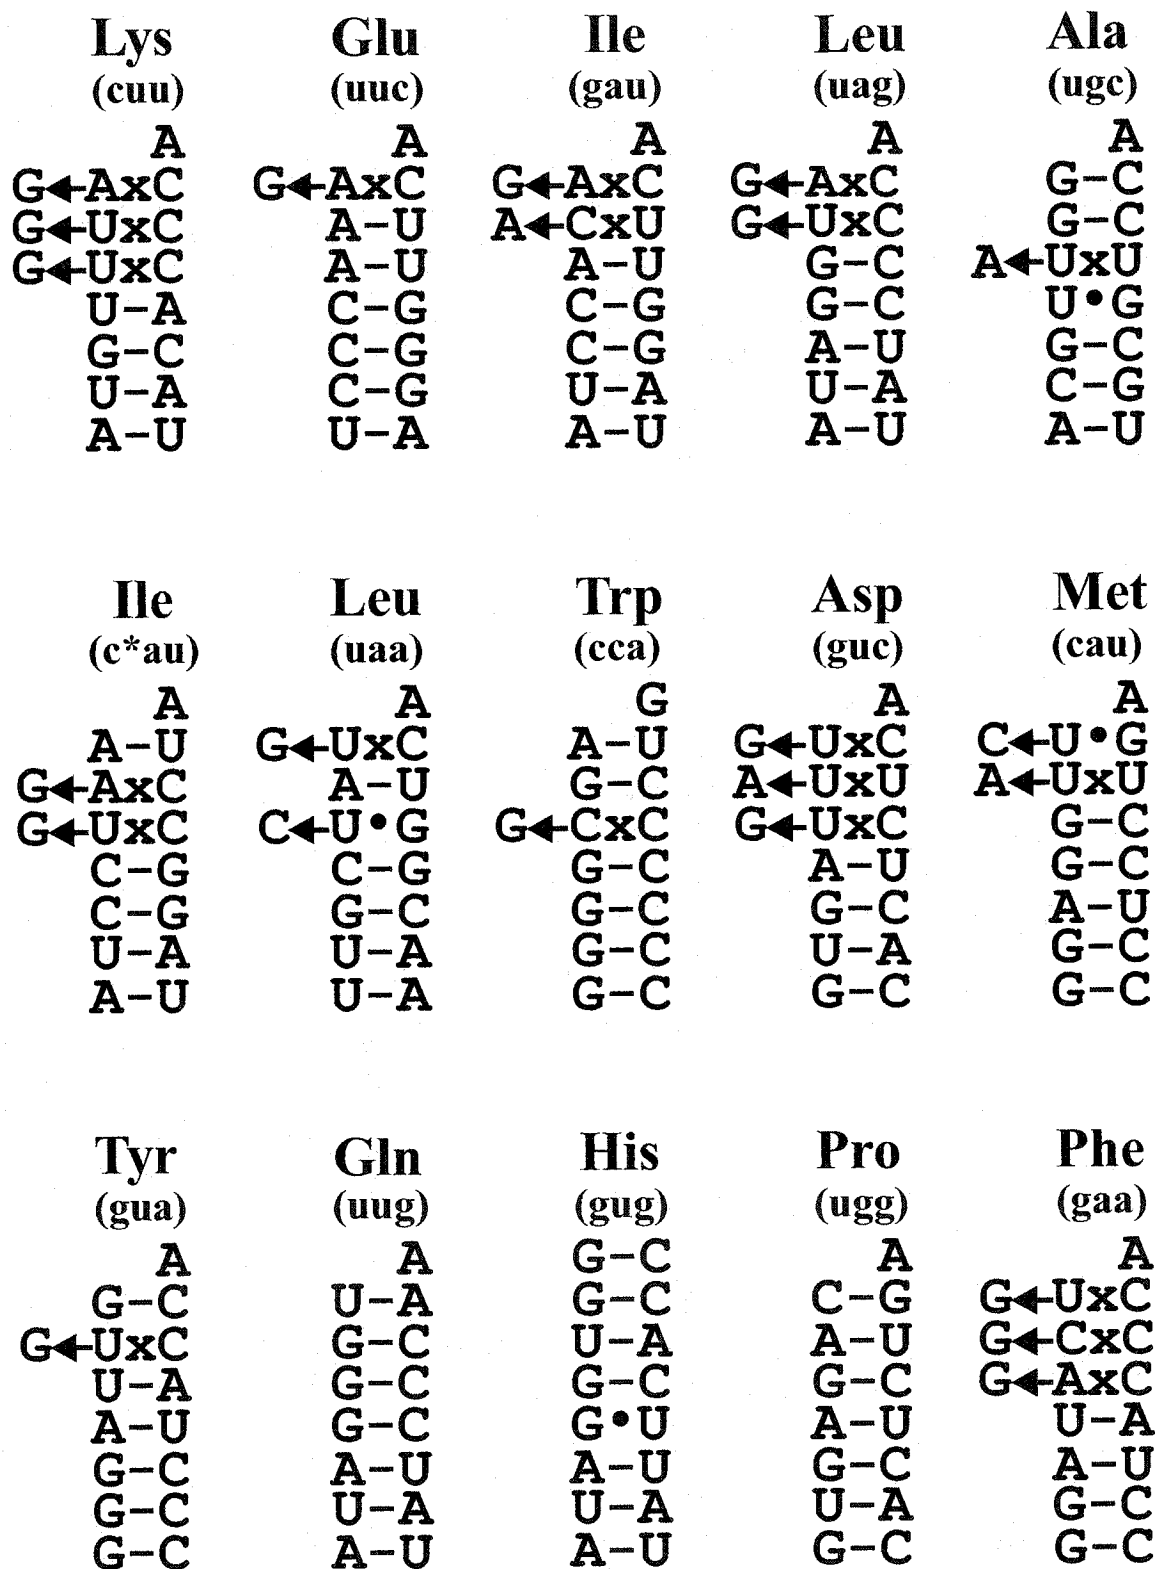 Lys Glu Ile Leu Ala
(cuu) (uuc) (gau) (uag) (ugc)
A A A A A
G←AxC G←AxC G←AxC G←AxC G–C
G←UxC A–U A←CxU G←UxC G–C
G←UxC A–U A–U G–C A←UxU
U–A C–G C–G G–C U•G
G–C C–G C–G A–U G–C
U–A C–G U–A U–A C–G
A–U U–A A–U A–U A–U
Ile Leu Trp Asp Met
(c*au) (uaa) (cca) (guc) (cau)
A A G A A
A–U G←UxC A–U G←UxC C←U•G
G←AxC A–U G–C A←UxU A←UxU
G←UxC C←U•G G←CxC G←UxC G–C
C–G C–G G–C A–U G–C
C–G G–C G–C G–C A–U
U–A U–A G–C U–A G–C
A–U U–A G–C G–C G–C
Tyr Gln His Pro Phe
(gua) (uug) (gug) (ugg) (gaa)
A A G–C A A
G–C U–A G–C C–G G←UxC
G←UxC G–C U–A A–U G←CxC
U–A G–C G–C G–C G←AxC
A–U G–C G•U A–U U–A
G–C A–U A–U G–C A–U
G–C U–A U–A U–A G–C
G–C A–U A–U G–C G–C